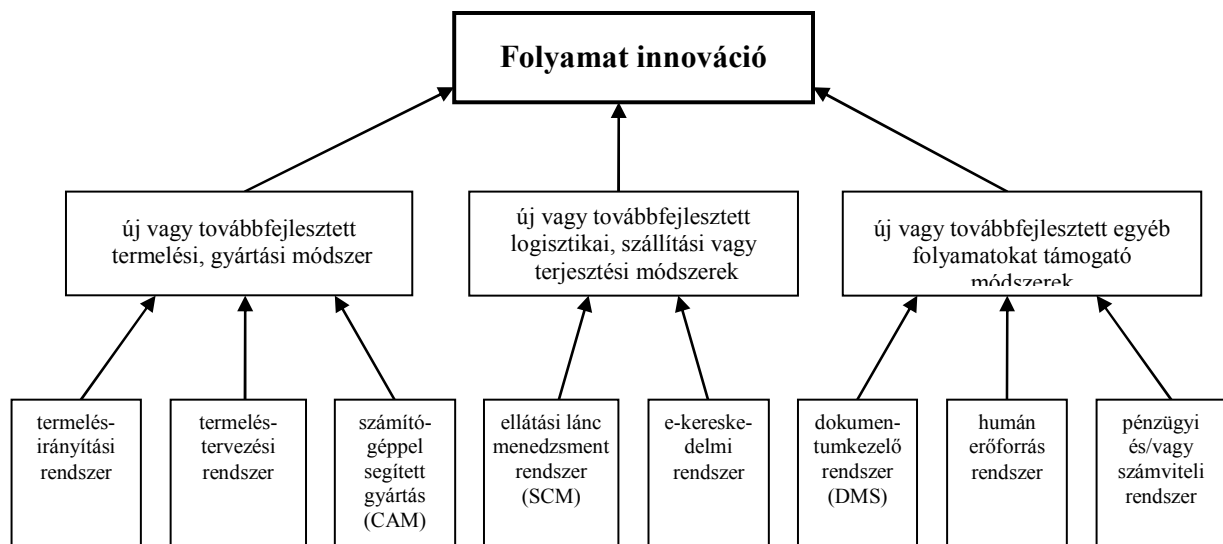 Folyamat innováció
új vagy továbbfejlesztett
termelési, gyártási módszer
új vagy továbbfejlesztett
logisztikai, szállítási vagy
terjesztési módszerek
új vagy továbbfejlesztett egyéb
folyamatokat támogató
módszerek
termelés-
irányítási
rendszer
termelés-
tervezési
rendszer
számító-
géppel
segített
gyártás
(CAM)
ellátási lánc
menedzsment
rendszer
(SCM)
e-kereske-
delmi
rendszer
dokumen-
tumkezelő
rendszer
(DMS)
humán
erőforrás
rendszer
pénzügyi
és/vagy
számviteli
rendszer